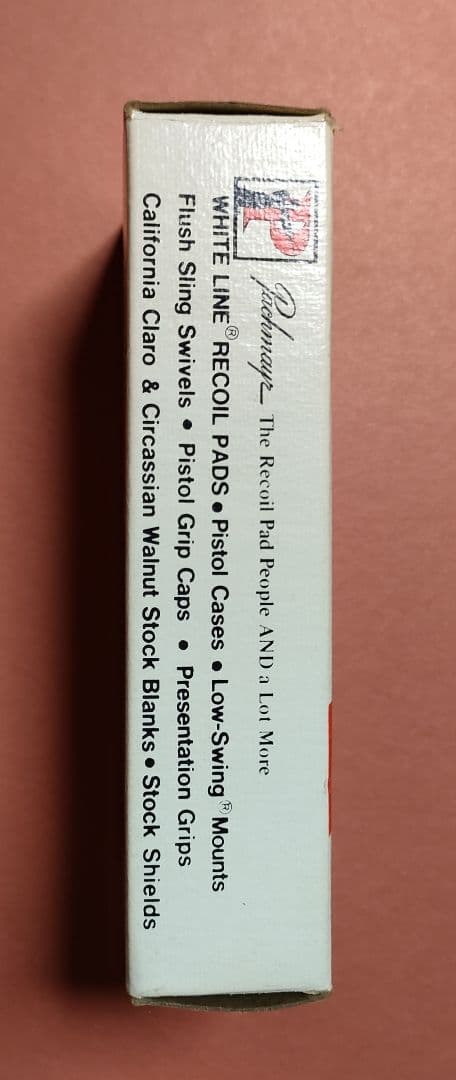 P
Pachmayr The Recoil Pad People AND a Lot More
WHITE LINE® RECOIL PADS • Pistol Cases • Low-Swing® Mounts
Flush Sling Swivels • Pistol Grip Caps • Presentation Grips
California Claro & Circassian Walnut Stock Blanks • Stock Shields